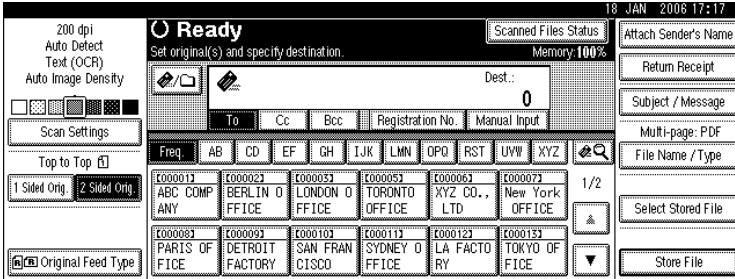 18 JAN 2006 17:17
200 dpi
Auto Detect
Text (OCR)
Auto Image Density
Scan Settings
Top to Top
1 Sided Orig.
2 Sided Orig.
Original Feed Type
Ready
Scanned Files Status
Set original(s) and specify destination.
Memory:100%
Dest.:
0
To
Cc
Bcc
Registration No.
Manual Input
Freq.
AB
CD
EF
GH
IJK
LMN
OPQ
RST
UVW
XYZ
[00001]
ABC COMP
ANY
[00002]
BERLIN O
FFICE
[00003]
LONDON O
FFICE
[00005]
TORONTO
OFFICE
[00006]
XYZ CO.,
LTD
[00007]
New York
OFFICE
1/2
[00008]
PARIS OF
FICE
[00009]
DETROIT
FACTORY
[00010]
SAN FRAN
CISCO
[00011]
SYDNEY O
FFICE
[00012]
LA FACTO
RY
[00013]
TOKYO OF
FICE
Attach Sender's Name
Return Receipt
Subject / Message
Multi-page: PDF
File Name / Type
Select Stored File
Store File